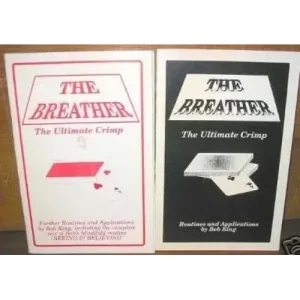 THE
BREATHER
The Ultimate Crimp
Further Routines and Applications
by Bob King, including the complete
text of Bob's blindfold routine
"SEEING IS BELIEVING"
THE
BREATHER
The Ultimate Crimp
Routines and Applications
by Bob King